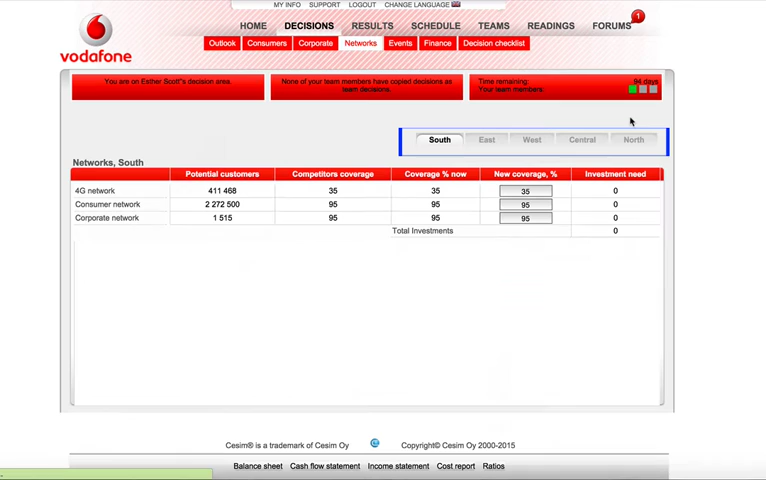 MY INFO SUPPORT LOGOUT CHANGE LANGUAGE
HOME DECISIONS RESULTS SCHEDULE TEAMS READINGS FORUMS 1
Outlook Consumers Corporate Networks Events Finance Decision checklist
vodafone
You are on Esther Scott's decision area.
None of your team members have copied decisions as
team decisions.
Time remaining: 94 days
Your team members:
South East West Central North
Networks, South
Potential customers Competitors coverage Coverage % now New coverage, % Investment need
4G network 411 468 35 35 35 0
Consumer network 2 272 500 95 95 95 0
Corporate network 1 515 95 95 95 0
Total Investments 0
Cesim® is a trademark of Cesim Oy Copyright© Cesim Oy 2000-2015
Balance sheet Cash flow statement Income statement Cost report Ratios